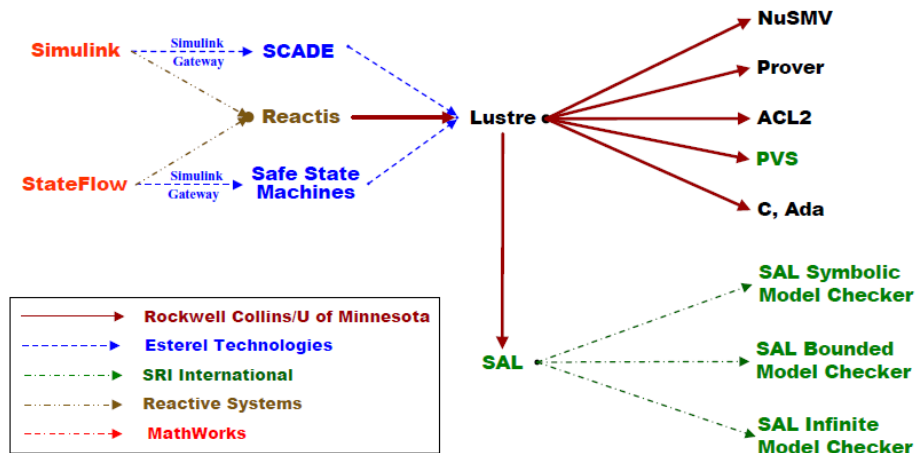 Simulink
Simulink
Gateway
SCADE
Reactis
StateFlow
Simulink
Gateway
Safe State
Machines
Lustre
NuSMV
Prover
ACL2
PVS
C, Ada
SAL
SAL Symbolic
Model Checker
SAL Bounded
Model Checker
SAL Infinite
Model Checker
Rockwell Collins/U of Minnesota
Esterel Technologies
SRI International
Reactive Systems
MathWorks